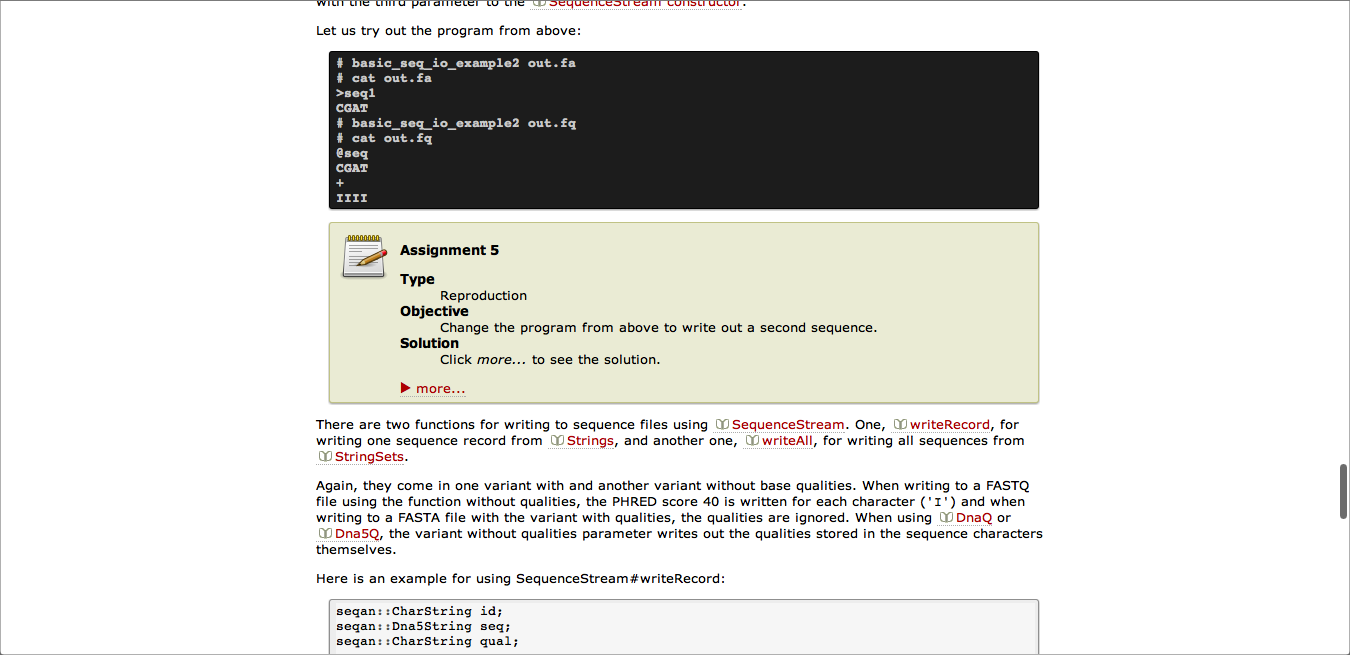 with the third parameter to the SequenceStream constructor.
Let us try out the program from above:
# basic_seq_io_example2 out.fa
# cat out.fa
>seq1
CGAT
# basic_seq_io_example2 out.fq
# cat out.fq
@seq
CGAT
+
IIII
Assignment 5
Type
Reproduction
Objective
Change the program from above to write out a second sequence.
Solution
Click more... to see the solution.
more...
There are two functions for writing to sequence files using SequenceStream. One, writeRecord, for
writing one sequence record from Strings, and another one, writeAll, for writing all sequences from
StringSets.
Again, they come in one variant with and another variant without base qualities. When writing to a FASTQ
file using the function without qualities, the PHRED score 40 is written for each character ('I') and when
writing to a FASTA file with the variant with qualities, the qualities are ignored. When using DnaQ or
Dna5Q, the variant without qualities parameter writes out the qualities stored in the sequence characters
themselves.
Here is an example for using SequenceStream#writeRecord:
seqan::CharString id;
seqan::Dna5String seq;
seqan::CharString qual;